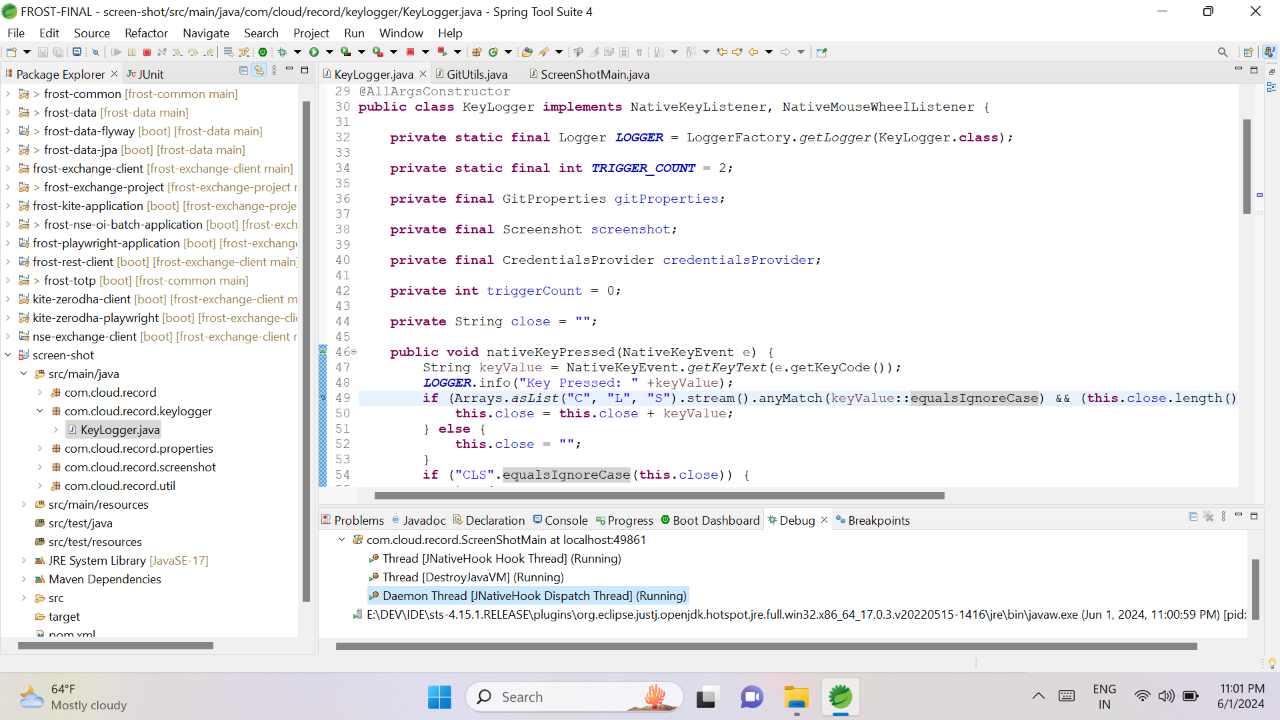 FROST-FINAL - screen-shot/src/main/java/com/cloud/record/keylogger/KeyLogger.java - Spring Tool Suite 4
File Edit Source Refactor Navigate Search Project Run Window Help
Package Explorer
JUnit
> frost-common [frost-common main]
> frost-data [frost-data main]
> frost-data-flyway [boot] [frost-data main]
> frost-data-jpa [boot] [frost-data main]
frost-exchange-client [frost-exchange-client main]
> frost-exchange-project [frost-exchange-project r
frost-kite-application [boot] [frost-exchange-proje
> frost-nse-oi-batch-application [boot] [frost-exch
frost-playwright-application [boot] [frost-exchange
frost-rest-client [boot] [frost-exchange-client main]
> frost-totp [boot] [frost-common main]
kite-zerodha-client [boot] [frost-exchange-client m
kite-zerodha-playwright [boot] [frost-exchange-clie
nse-exchange-client [boot] [frost-exchange-client r
screen-shot
src/main/java
com.cloud.record
com.cloud.record.keylogger
KeyLogger.java
com.cloud.record.properties
com.cloud.record.screenshot
com.cloud.record.util
src/main/resources
src/test/java
src/test/resources
JRE System Library [JavaSE-17]
Maven Dependencies
src
target
pom.xml
KeyLogger.java
GitUtils.java
ScreenShotMain.java
29 @AllArgsConstructor
30 public class KeyLogger implements NativeKeyListener, NativeMouseWheelListener {
31
32 private static final Logger LOGGER = LoggerFactory.getLogger(KeyLogger.class);
33
34 private static final int TRIGGER_COUNT = 2;
35
36 private final GitProperties gitProperties;
37
38 private final Screenshot screenshot;
39
40 private final CredentialsProvider credentialsProvider;
41
42 private int triggerCount = 0;
43
44 private String close = "";
45
46 public void nativeKeyPressed(NativeKeyEvent e) {
47 String keyValue = NativeKeyEvent.getKeyText(e.getKeyCode());
48 LOGGER.info("Key Pressed: " +keyValue);
49 if (Arrays.asList("C", "L", "S").stream().anyMatch(keyValue::equalsIgnoreCase) && (this.close.length()
50 this.close = this.close + keyValue;
51 } else {
52 this.close = "";
53 }
54 if ("CLS".equalsIgnoreCase(this.close)) {
Problems Javadoc Declaration Console Progress Boot Dashboard Debug Breakpoints
com.cloud.record.ScreenShotMain at localhost:49861
Thread [JNativeHook Hook Thread] (Running)
Thread [DestroyJavaVM] (Running)
Daemon Thread [JNativeHook Dispatch Thread] (Running)
E:\DEV\IDE\sts-4.15.1.RELEASE\plugins\org.eclipse.justj.openjdk.hotspot.jre.full.win32.x86_64_17.0.3.v20220515-1416\jre\bin\javaw.exe (Jun 1, 2024, 11:00:59 PM) [pid:
64°F
Mostly cloudy
Search
ENG
IN
11:01 PM
6/1/2024